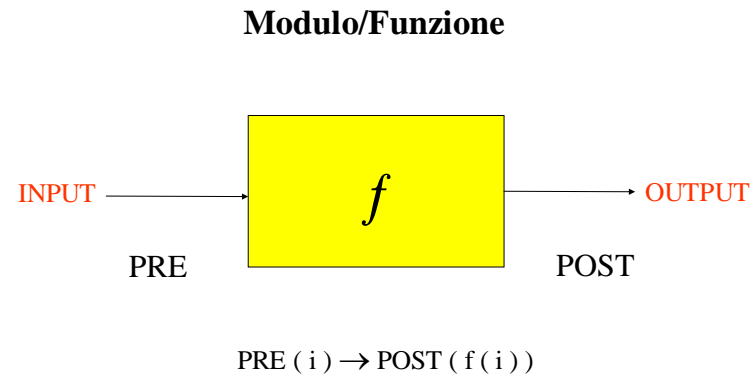 Modulo/Funzione
INPUT
f
OUTPUT
PRE
POST
PRE ( i ) → POST ( f ( i ) )